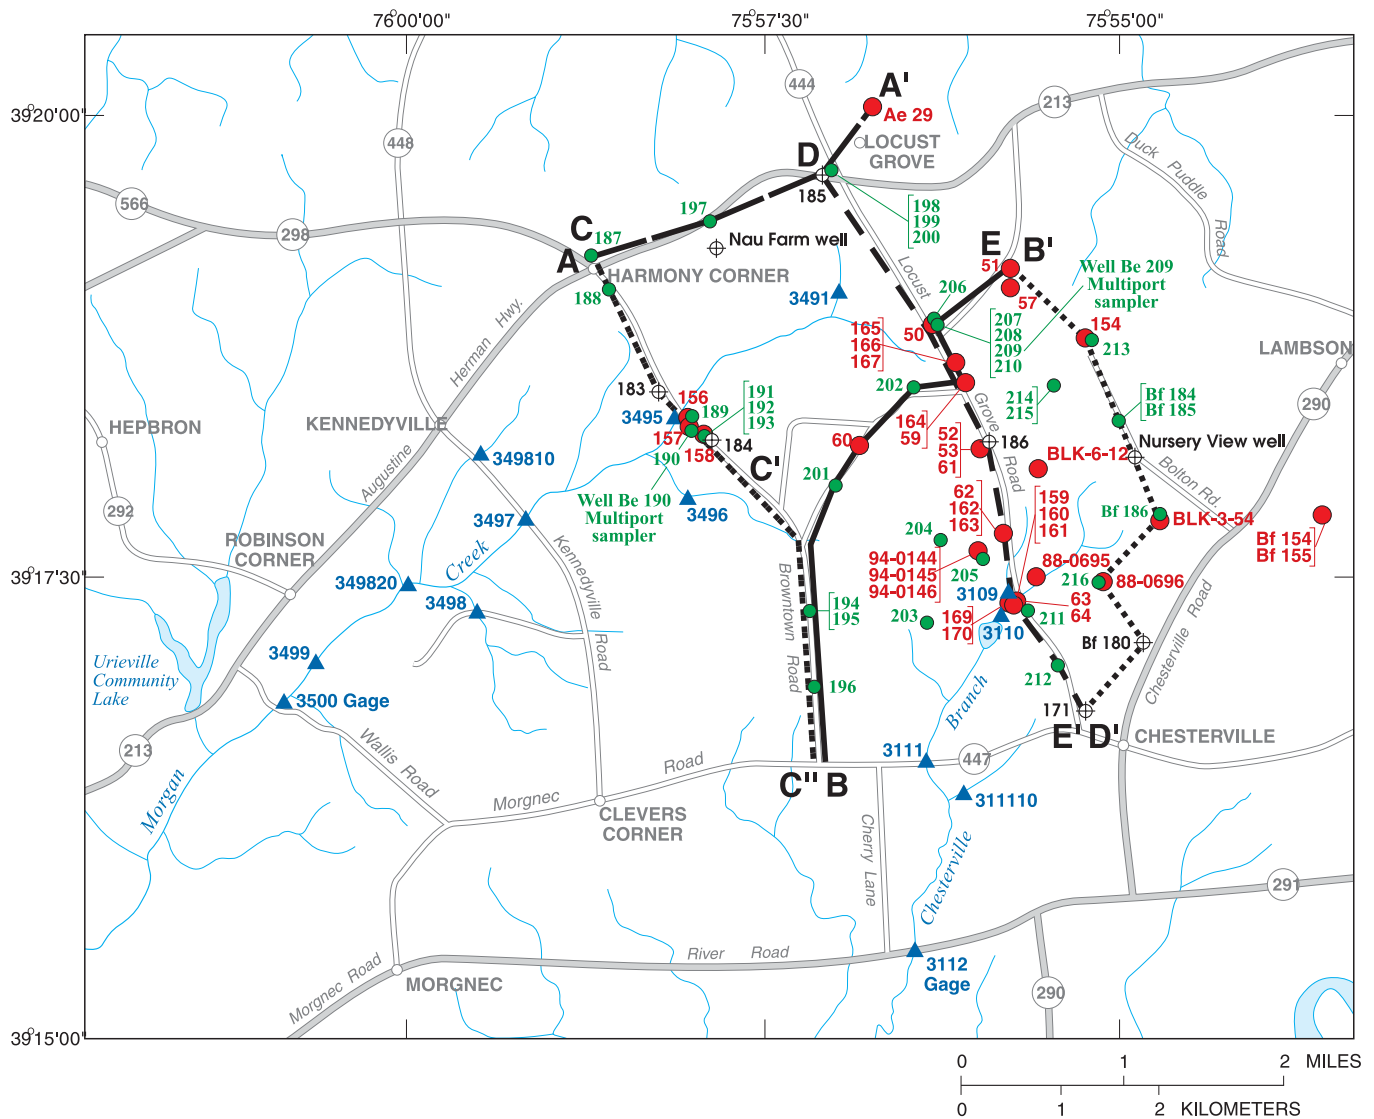 76°00'00"
75°57'30"
75°55'00"
39°20'00"
39°17'30"
39°15'00"
444
A'
Ae 29
213
448
LOCUST
GROVE
D
Duck Puddle
Road
566
298
185
198
199
200
197
C
187
A
Nau Farm well
HARMONY CORNER
188
E
B'
51
57
Well Be 209
Multiport
sampler
Locust
3491
206
50
207
208
209
210
165
166
167
154
213
LAMBSON
Herman Hwy.
183
156
189
191
192
193
202
214
215
Bf 184
Bf 185
290
HEPBRON
KENNEDYVILLE
3495
157
190
158
184
164
59
Grove
60
52
53
61
186
Nursery View well
349810
C'
BLK-6-12
Bolton Rd.
Augustine
201
Well Be 190
Multiport
sampler
3496
292
3497
62
162
163
159
160
161
Road
Bf 186
BLK-3-54
Bf 154
Bf 155
ROBINSON
CORNER
Creek
Kennedyville
204
94-0144
94-0145
94-0146
205
88-0695
349820
3498
Browntown
3109
216
88-0696
194
195
203
169
170
3110
63
64
211
Bf 180
Chesterville Road
Urieville
Community
Lake
3499
Road
Road
212
3500 Gage
196
Branch
171
E'
D'
CHESTERVILLE
213
Wallis Road
3111
447
Road
C"
B
Morgnec
Morgan
311110
CLEVERS
CORNER
Cherry Lane
Chesterville
291
River Road
3112
Gage
Morgnec Road
MORGNEC
290
0 1 2 MILES
0 1 2 KILOMETERS